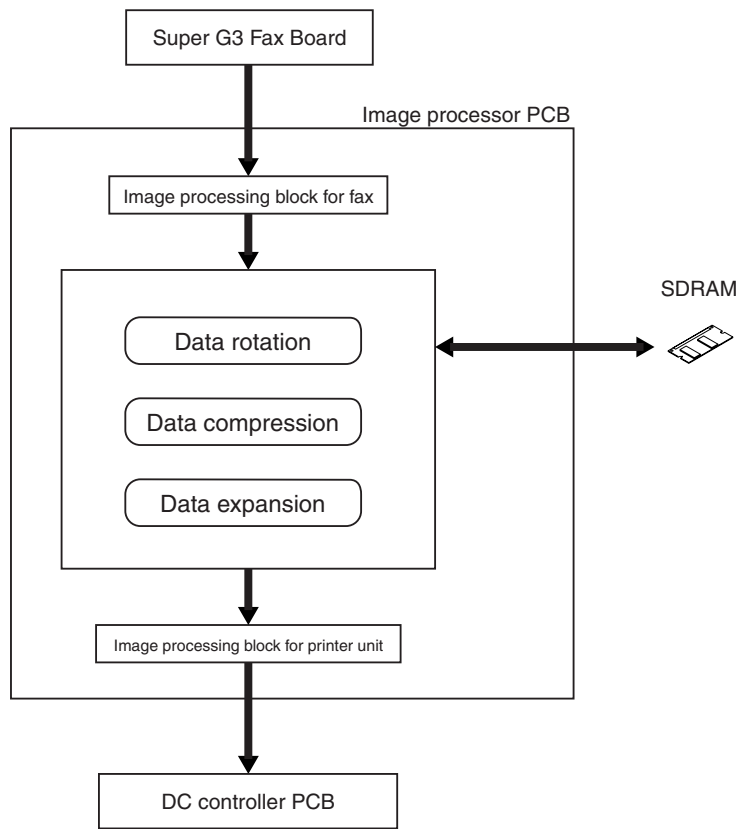 Super G3 Fax Board
Image processor PCB
Image processing block for fax
SDRAM
Data rotation
Data compression
Data expansion
Image processing block for printer unit
DC controller PCB